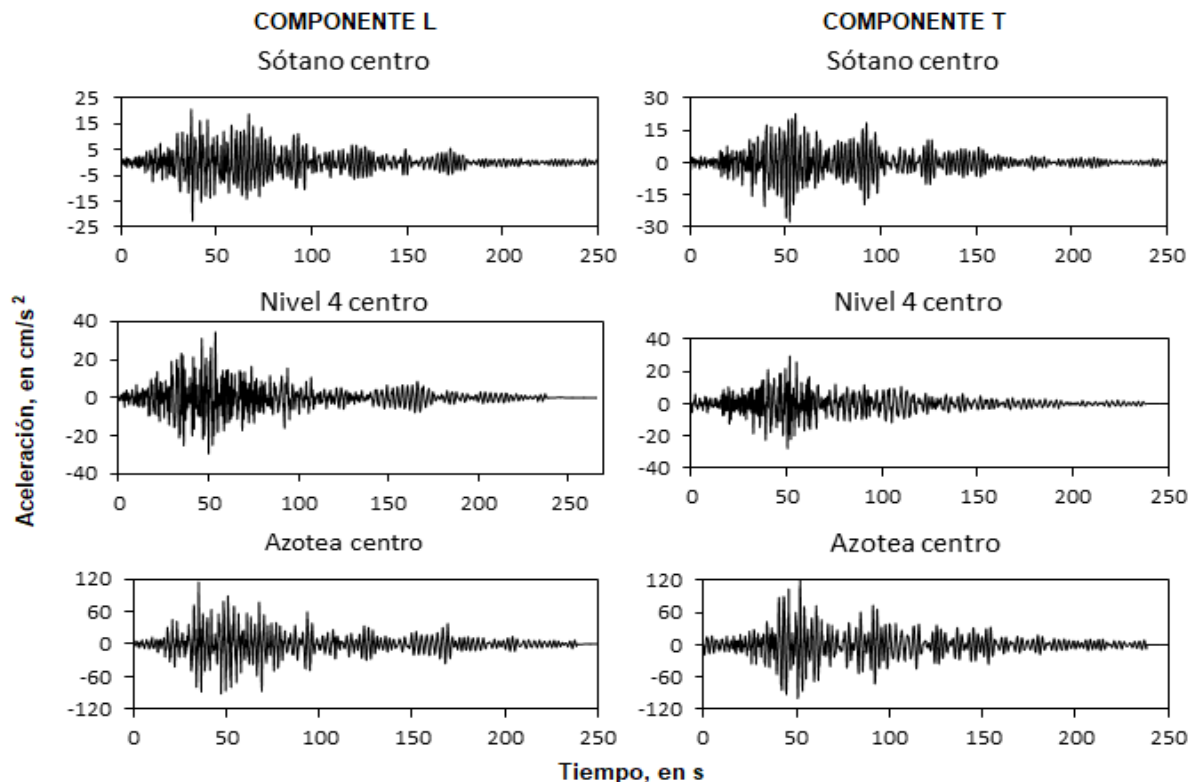 COMPONENTE L
COMPONENTE T
Sótano centro
Sótano centro
25
15
5
-5
-15
-25
0 50 100 150 200 250
30
15
0
-15
-30
0 50 100 150 200 250
Nivel 4 centro
Nivel 4 centro
40
20
0
-20
-40
0 50 100 150 200 250
40
20
0
-20
-40
0 50 100 150 200 250
Azotea centro
Azotea centro
120
60
0
-60
-120
0 50 100 150 200 250
120
60
0
-60
-120
0 50 100 150 200 250
Aceleración, en cm/s²
Tiempo, en s